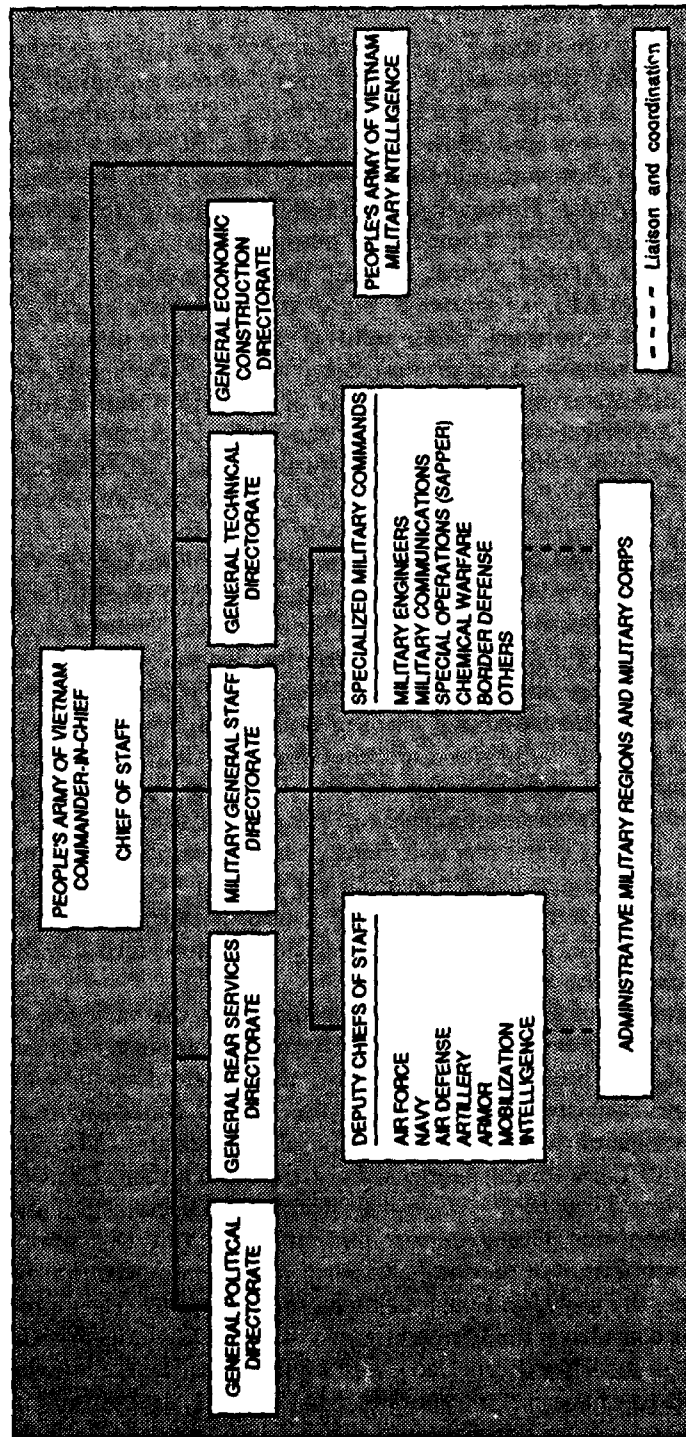 PEOPLE'S ARMY OF VIETNAM
COMMANDER-IN-CHIEF
CHIEF OF STAFF
GENERAL POLITICAL
DIRECTORATE
GENERAL REAR SERVICES
DIRECTORATE
MILITARY GENERAL STAFF
DIRECTORATE
GENERAL TECHNICAL
DIRECTORATE
GENERAL ECONOMIC
CONSTRUCTION
DIRECTORATE
PEOPLE'S ARMY OF VIETNAM
MILITARY INTELLIGENCE
DEPUTY CHIEFS OF STAFF
AIR FORCE
NAVY
AIR DEFENSE
ARTILLERY
ARMOR
MOBILIZATION
INTELLIGENCE
SPECIALIZED MILITARY COMMANDS
MILITARY ENGINEERS
MILITARY COMMUNICATIONS
SPECIAL OPERATIONS (SAPPER)
CHEMICAL WARFARE
BORDER DEFENSE
OTHERS
ADMINISTRATIVE MILITARY REGIONS AND MILITARY CORPS
Liaison and coordination